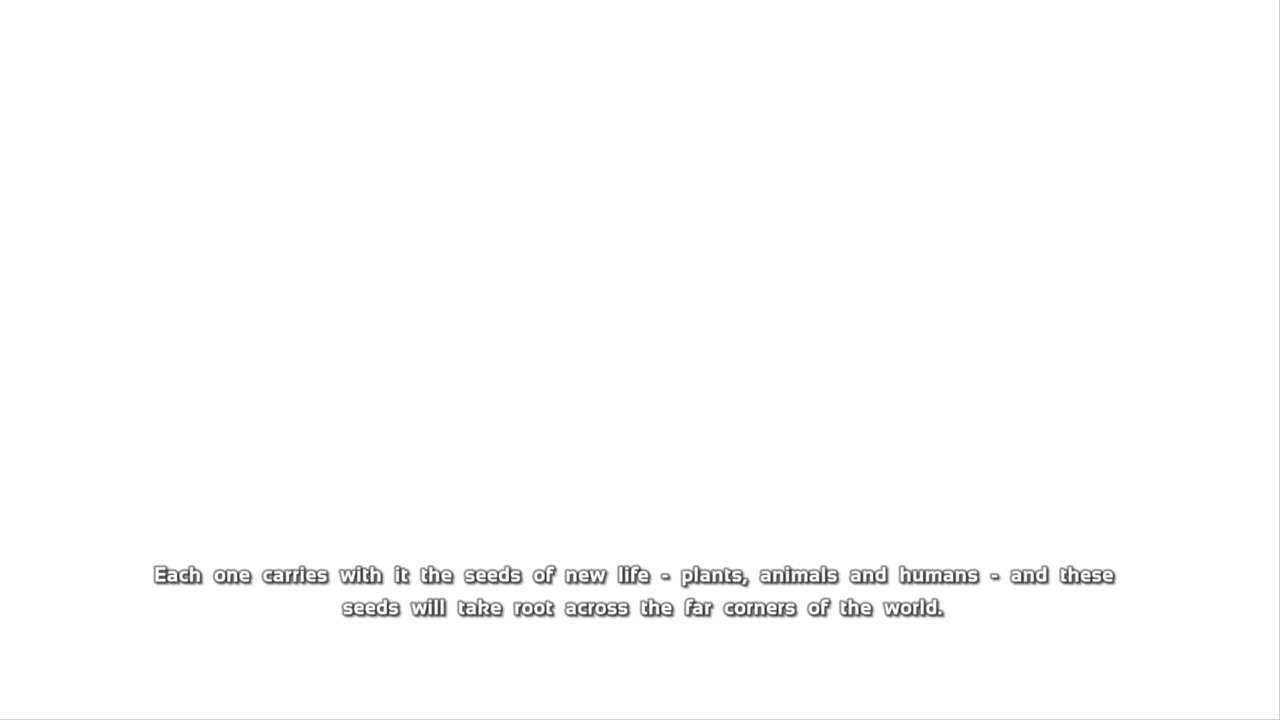 Each one carries with it the seeds of new life - plants, animals and humans - and these
seeds will take root across the far corners of the world.